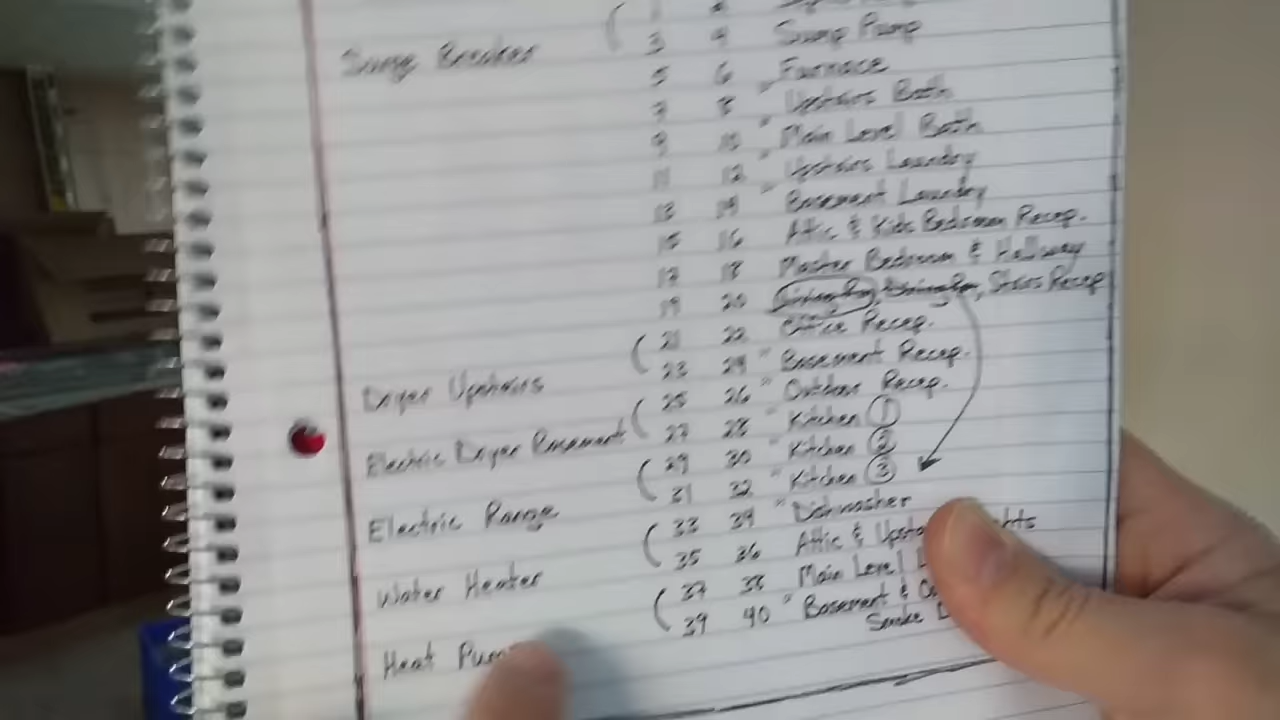 1 2
3 4 Sump Pump
Surge Breaker
5 6 Furnace
7 8 " Upstairs Bath
9 10 " Main Level Bath
11 12 " Upstairs Laundry
13 14 " Basement Laundry
15 16 Attic & Kids Bedroom Recep.
17 18 Master Bedroom & Hallway
19 20 Stairs Recep
21 22 Office Recep.
Dryer Upstairs
23 24 " Basement Recep.
25 26 " Outdoor Recep.
Electric Dryer Basement
27 28 " Kitchen 1
29 30 " Kitchen 2
Electric Range
31 32 " Kitchen 3
33 34 " Dishwasher
Water Heater
35 36 Attic &
37 38 Main Level
Heat
39 40 " Basement &
Smoke